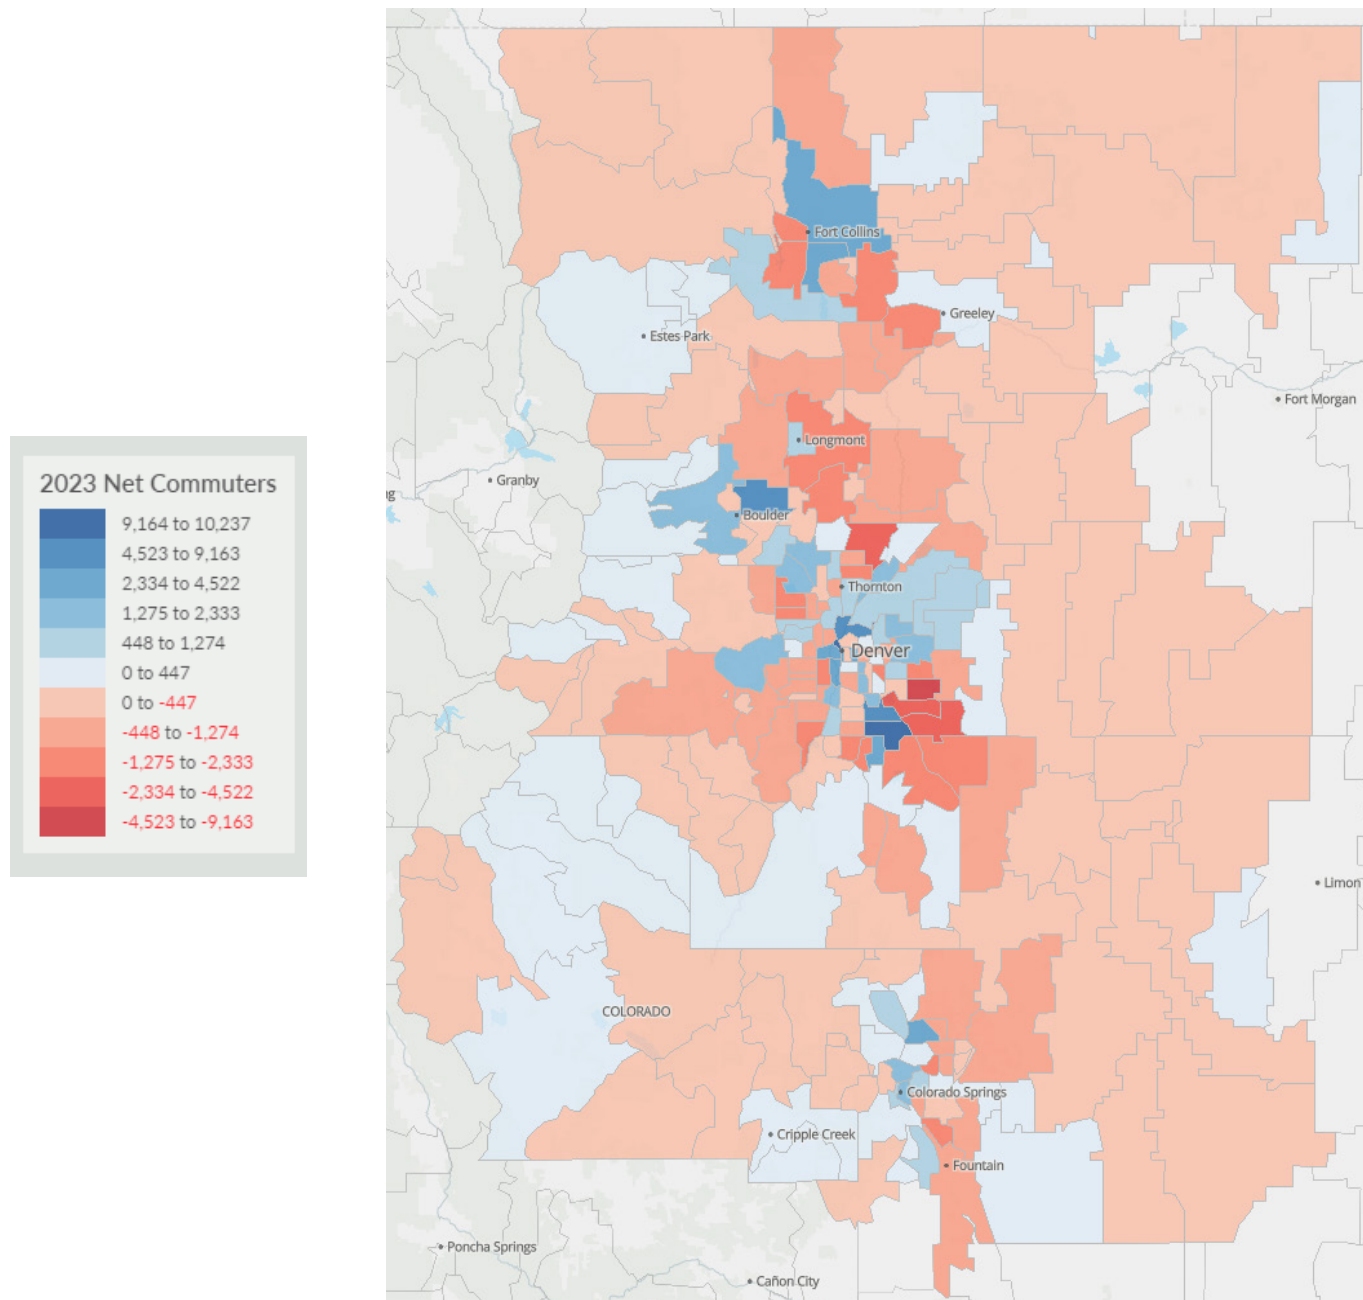 2023 Net Commuters
9,164 to 10,237
4,523 to 9,163
2,334 to 4,522
1,275 to 2,333
448 to 1,274
0 to 447
0 to -447
-448 to -1,274
-1,275 to -2,333
-2,334 to -4,522
-4,523 to -9,163
Fort Collins
Greeley
Estes Park
Fort Morgan
Longmont
Granby
g
Boulder
Thornton
Denver
Limon
COLORADO
Colorado Springs
Cripple Creek
Fountain
Poncha Springs
Cañon City